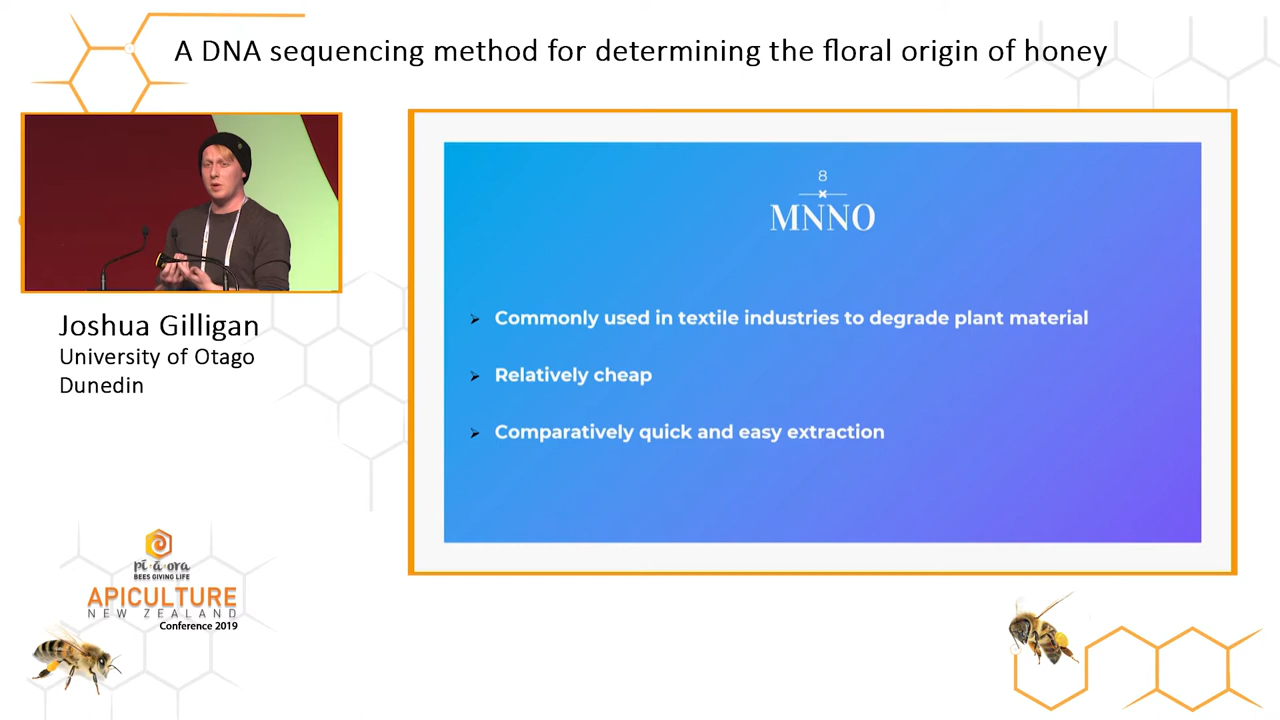 A DNA sequencing method for determining the floral origin of honey
8
MNNO
Commonly used in textile industries to degrade plant material
Relatively cheap
Comparatively quick and easy extraction
Joshua Gilligan
University of Otago
Dunedin
pī-ā ora
BEES GIVING LIFE
APICULTURE
NEW ZEALAND
Conference 2019